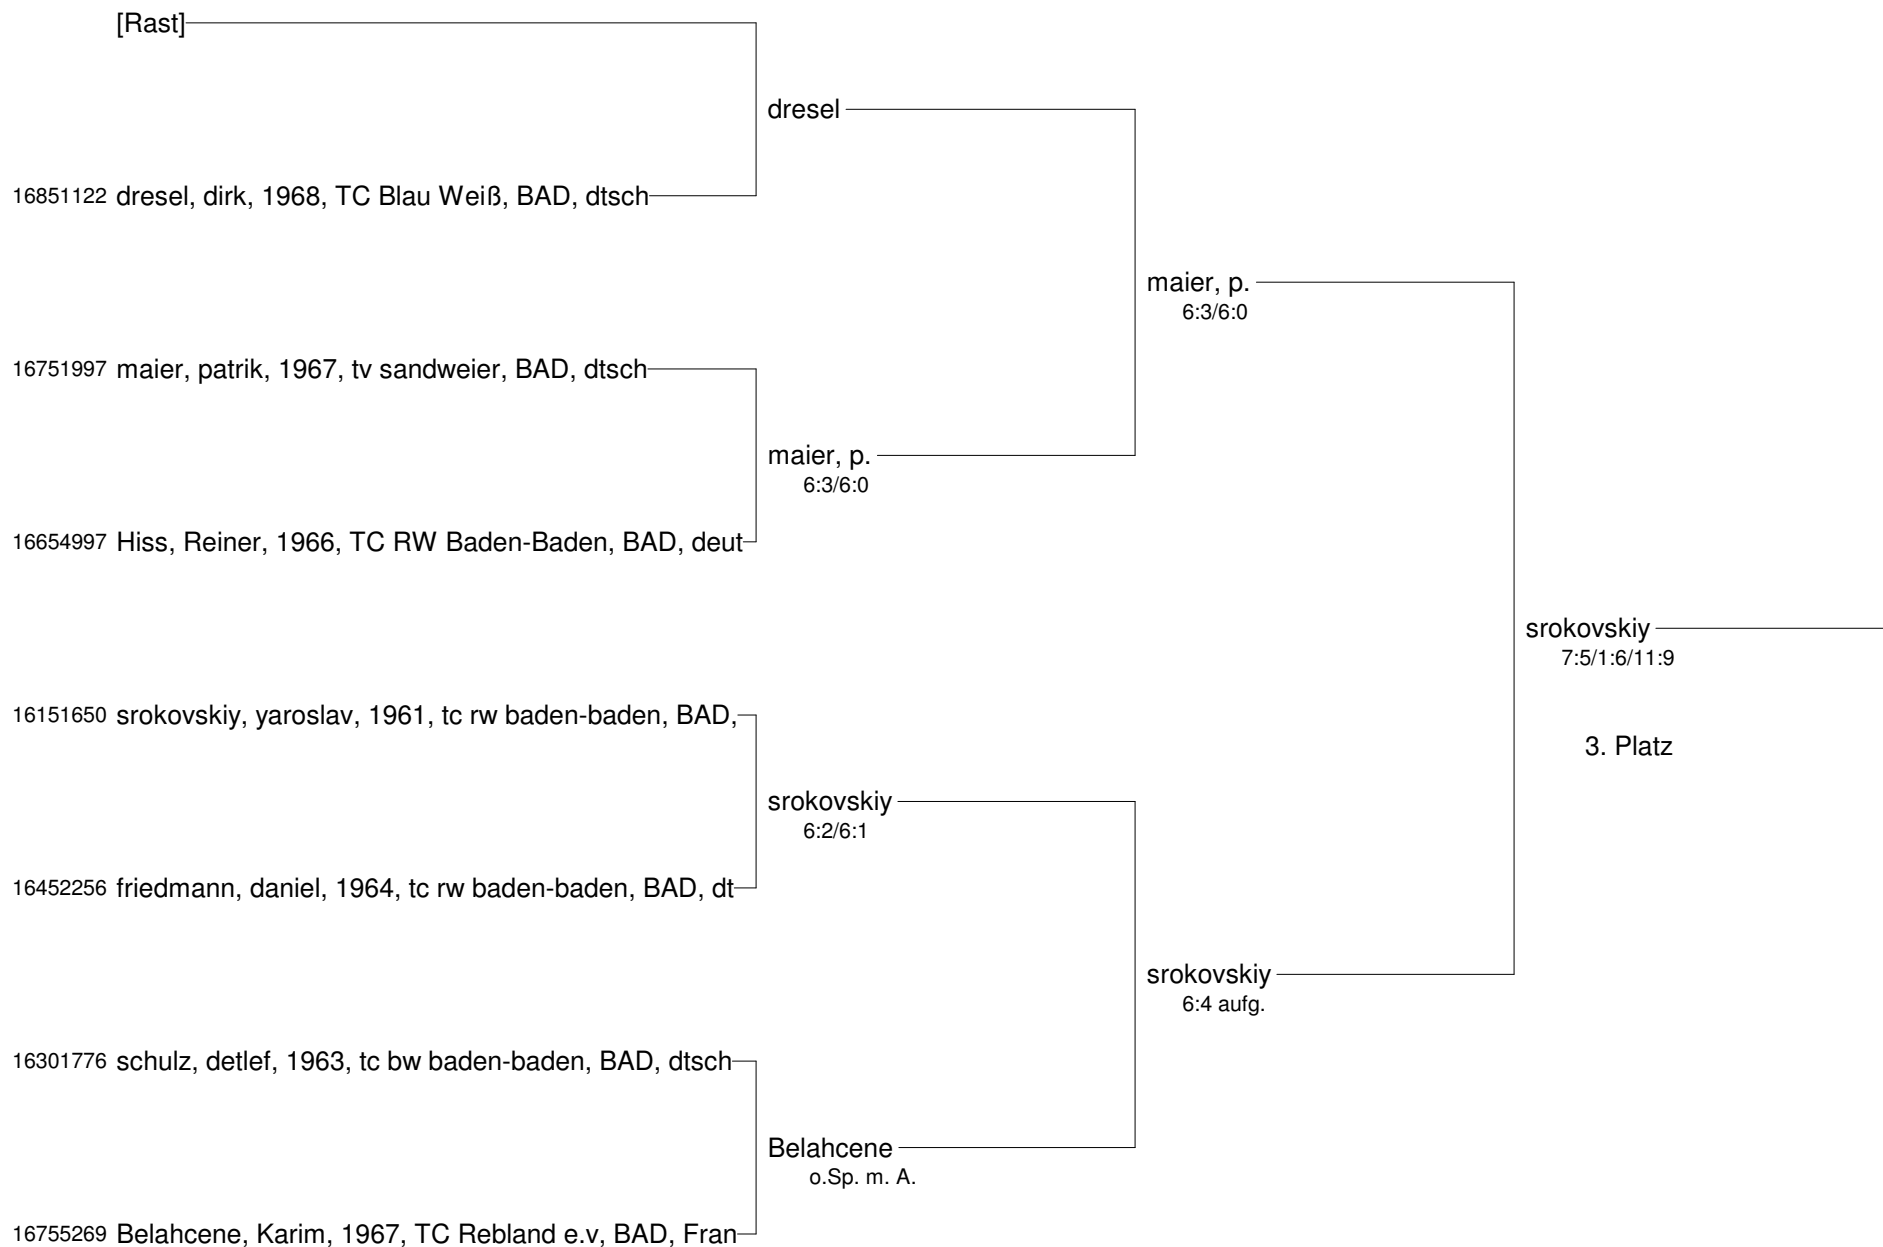 [Rast]
dresel
16851122 dresel, dirk, 1968, TC Blau Weiß, BAD, dtsch
maier, p.
6:3/6:0
16751997 maier, patrik, 1967, tv sandweier, BAD, dtsch
maier, p.
6:3/6:0
16654997 Hiss, Reiner, 1966, TC RW Baden-Baden, BAD, deut
srokovskiy
7:5/1:6/11:9
16151650 srokovskiy, yaroslav, 1961, tc rw baden-baden, BAD,
3. Platz
srokovskiy
6:2/6:1
16452256 friedmann, daniel, 1964, tc rw baden-baden, BAD, dt
srokovskiy
6:4 aufg.
16301776 schulz, detlef, 1963, tc bw baden-baden, BAD, dtsch
Belahcene
o.Sp. m. A.
16755269 Belahcene, Karim, 1967, TC Rebland e.v, BAD, Fran